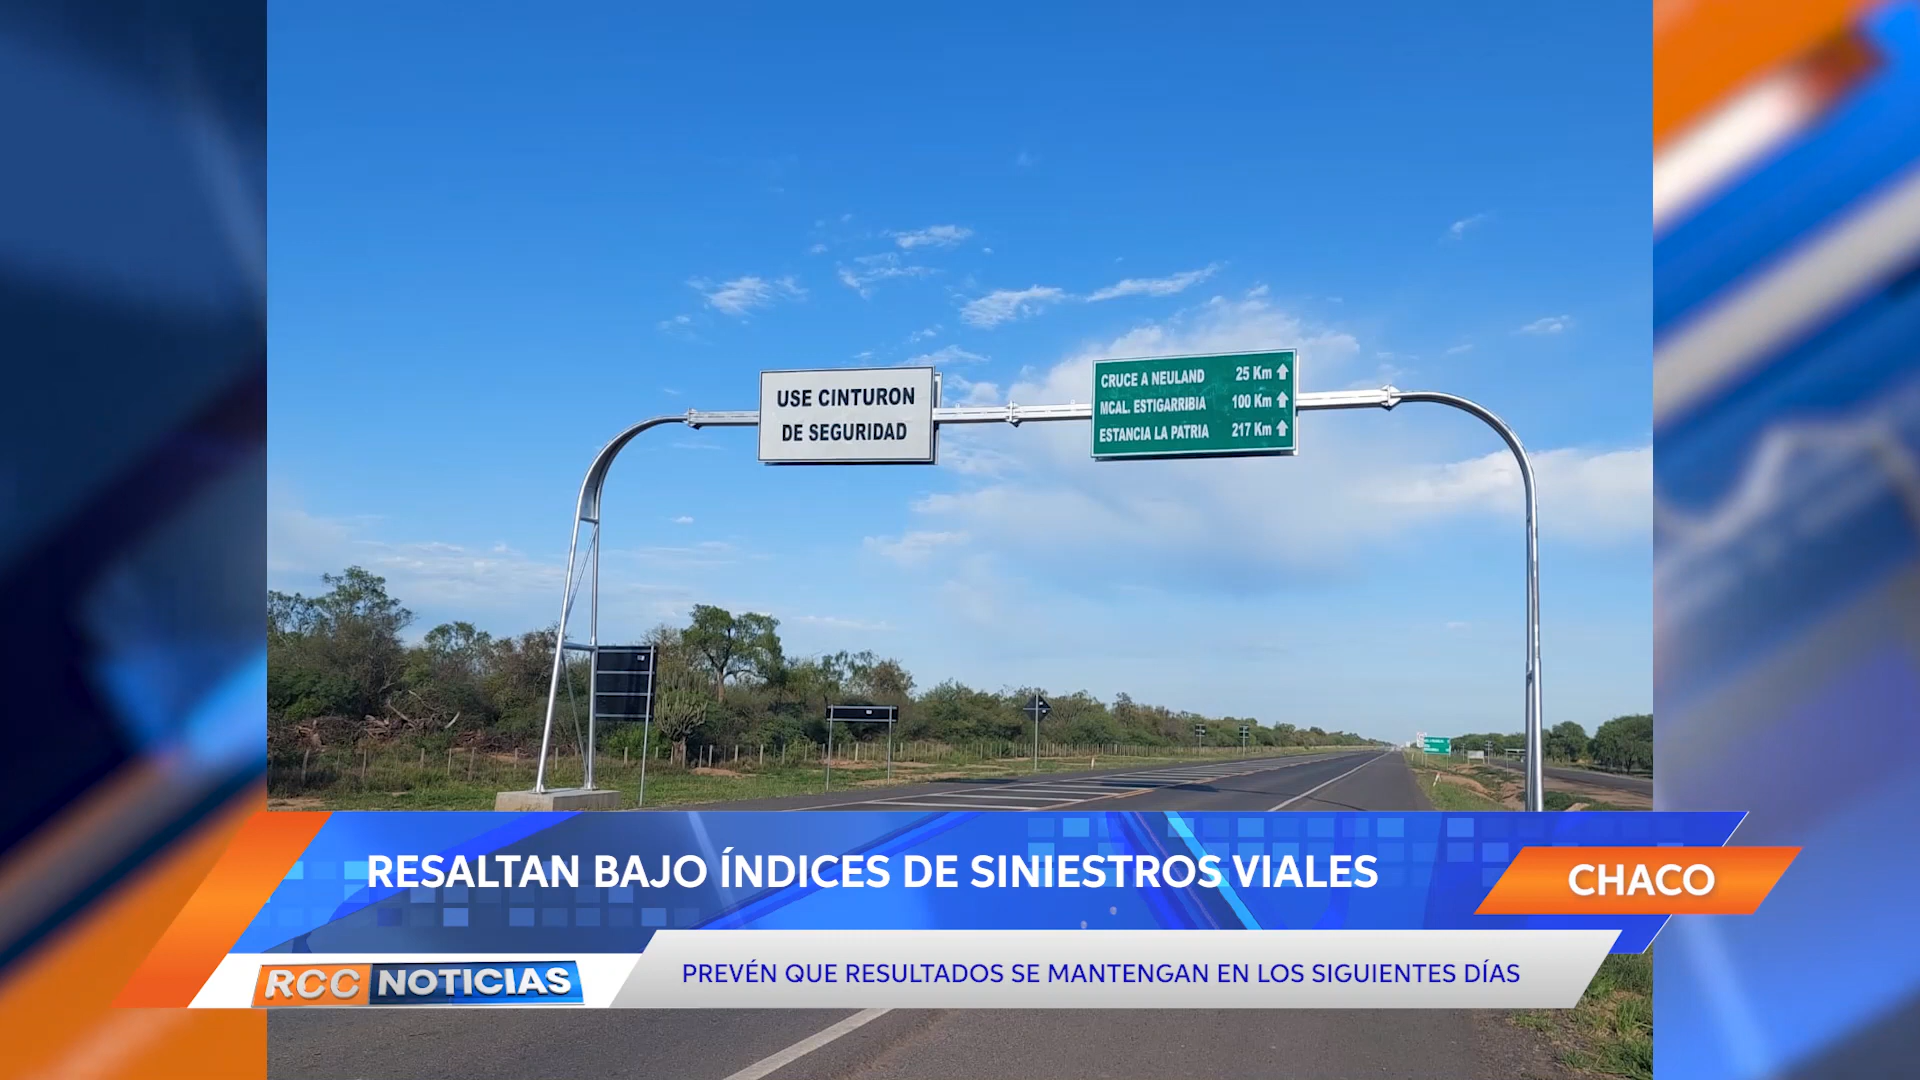 USE CINTURON
DE SEGURIDAD
CRUCE A NEULAND 25 Km
MCAL. ESTIGARRIBIA 100 Km
ESTANCIA LA PATRIA 217 Km
RESALTAN BAJO ÍNDICES DE SINIESTROS VIALES
CHACO
RCC NOTICIAS
PREVÉN QUE RESULTADOS SE MANTENGAN EN LOS SIGUIENTES DÍAS